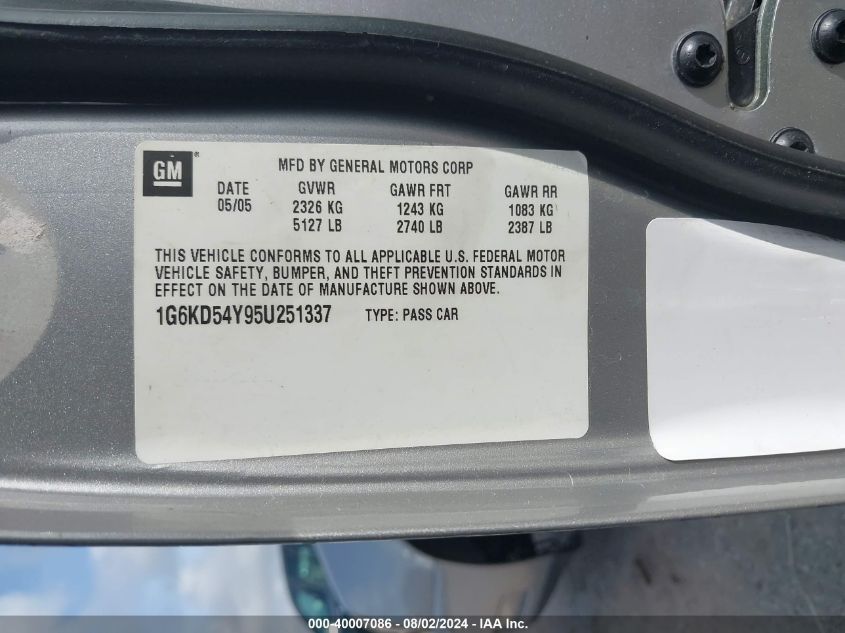 GM®
MFD BY GENERAL MOTORS CORP
DATE GVWR GAWR FRT GAWR RR
05/05 2326 KG 1243 KG 1083 KG
5127 LB 2740 LB 2387 LB
THIS VEHICLE CONFORMS TO ALL APPLICABLE U.S. FEDERAL MOTOR
VEHICLE SAFETY, BUMPER, AND THEFT PREVENTION STANDARDS IN
EFFECT ON THE DATE OF MANUFACTURE SHOWN ABOVE.
1G6KD54Y95U251337 TYPE: PASS CAR
000-40007086 - 08/02/2024 - IAAI.COM.